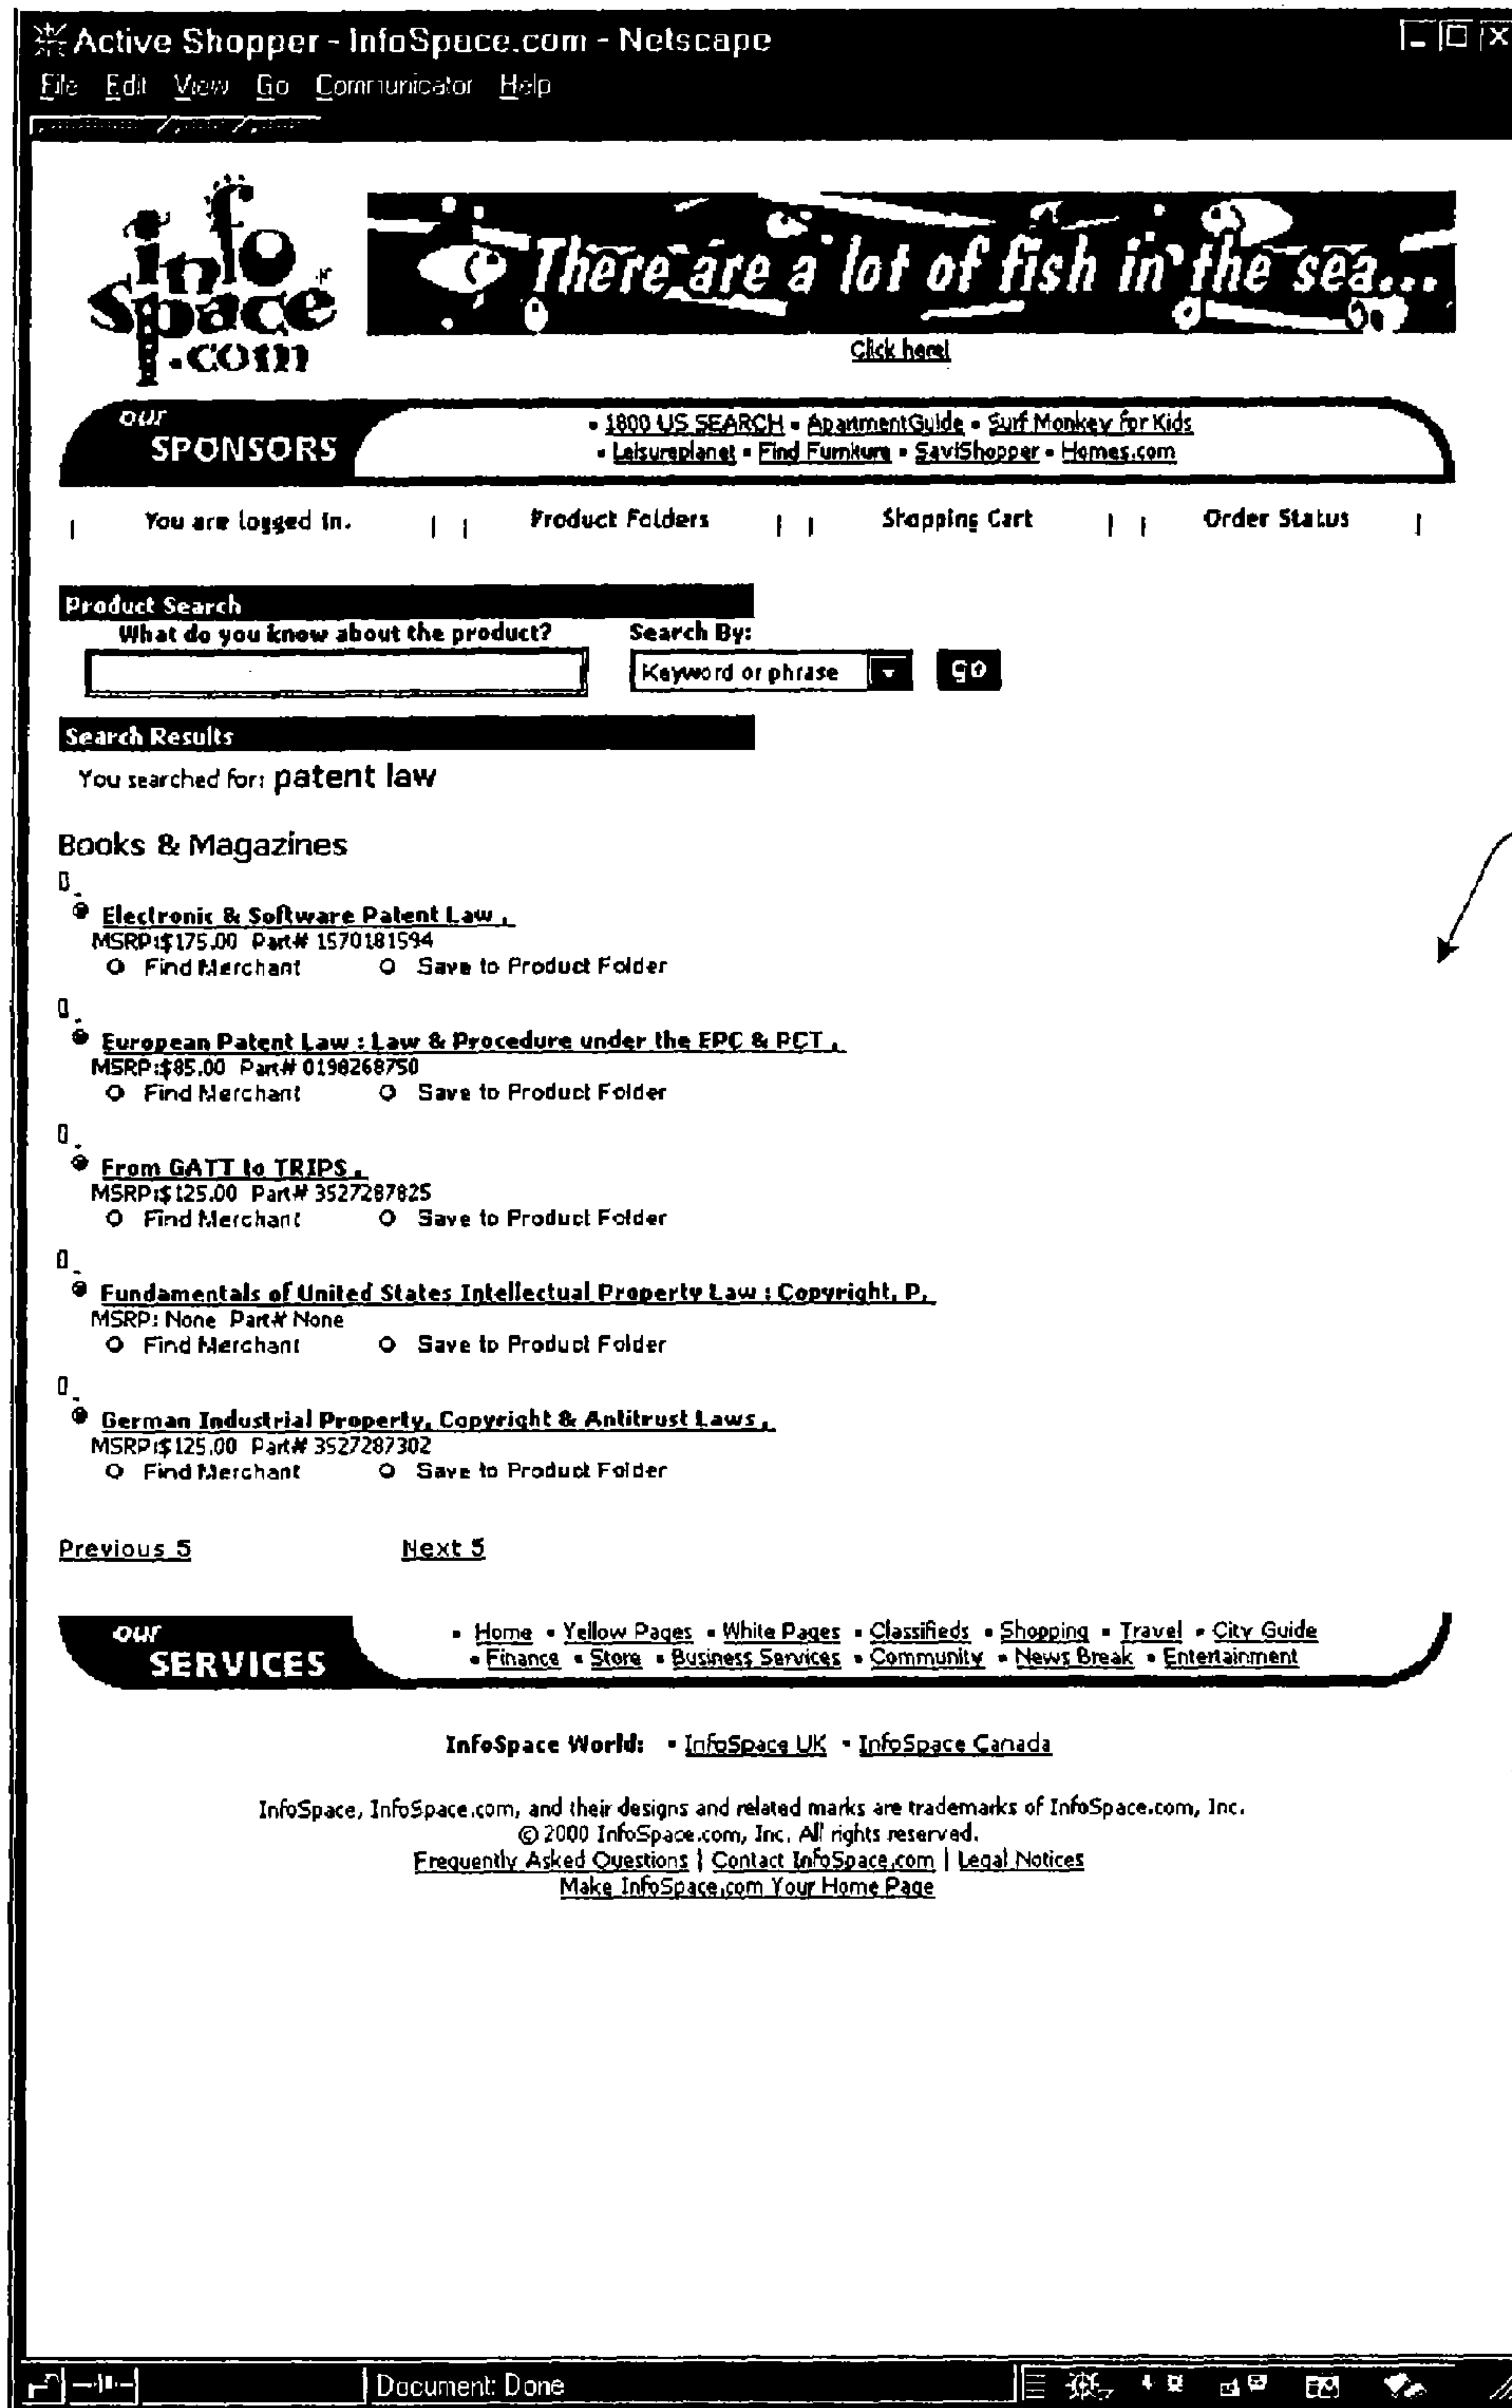 Active Shopper - InfoSpace.com - Netscape
File Edit View Go Communicator Help
info
space
.com
There are a lot of fish in the sea...
Click here!
our
SPONSORS
▪ 1800 US SEARCH ▪ ApartmentGuide ▪ Surf Monkey for Kids
▪ Leisureplanet ▪ Find Furniture ▪ SaviShopper ▪ Homes.com
| You are logged in. | | Product Folders | | Shopping Cart | | Order Status |
Product Search
What do you know about the product? Search By:
Keyword or phrase GO
Search Results
You searched for: patent law
Books & Magazines
Electronic & Software Patent Law ,
MSRP:$175.00 Part# 1570181594
Find Merchant Save to Product Folder
European Patent Law : Law & Procedure under the EPC & PCT ,
MSRP:$85.00 Part# 0198268750
Find Merchant Save to Product Folder
From GATT to TRIPS ,
MSRP:$125.00 Part# 3527287825
Find Merchant Save to Product Folder
Fundamentals of United States Intellectual Property Law : Copyright, P,
MSRP: None Part# None
Find Merchant Save to Product Folder
German Industrial Property, Copyright & Antitrust Laws ,
MSRP:$125.00 Part# 3527287302
Find Merchant Save to Product Folder
Previous 5 Next 5
our
SERVICES
▪ Home ▪ Yellow Pages ▪ White Pages ▪ Classifieds ▪ Shopping ▪ Travel ▪ City Guide
▪ Finance ▪ Store ▪ Business Services ▪ Community ▪ News Break ▪ Entertainment
InfoSpace World: ▪ InfoSpace UK ▪ InfoSpace Canada
InfoSpace, InfoSpace.com, and their designs and related marks are trademarks of InfoSpace.com, Inc.
© 2000 InfoSpace.com, Inc. All rights reserved.
Frequently Asked Questions | Contact InfoSpace.com | Legal Notices
Make InfoSpace.com Your Home Page
Document: Done